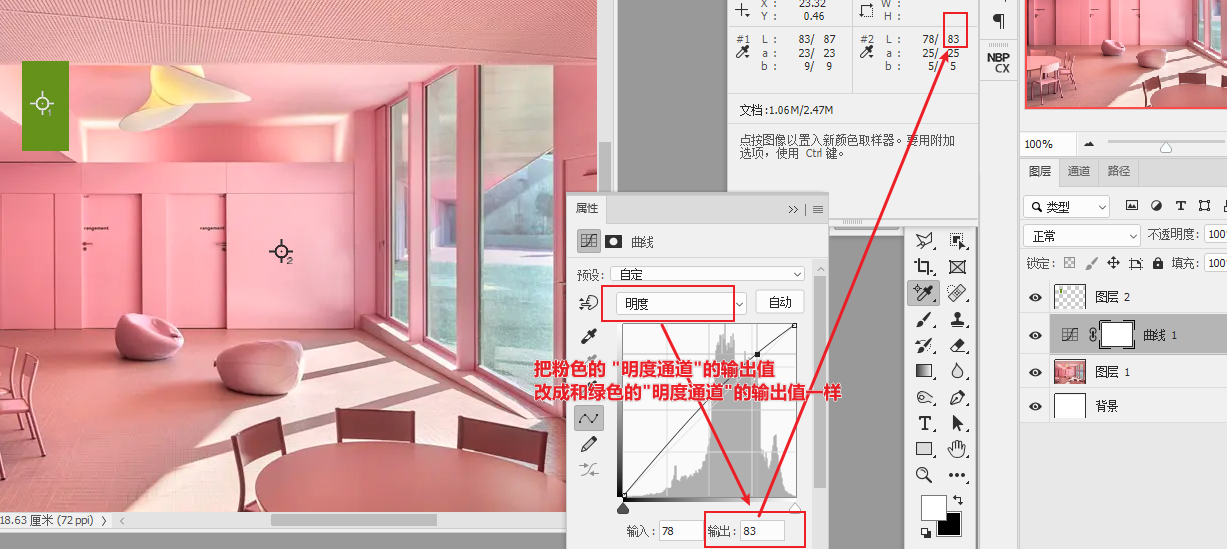 X : 23.32 W :
Y : 0.46 H :
#1 L : 83/ 87 #2 L : 78/ 83
a : 23/ 23 a : 25/ 25
b : 9/ 9 b : 5/ 5
NBP
CX
文档:1.06M/2.47M
点按图像以置入新颜色取样器。要用附加
选项，使用 Ctrl 键。
1
rangement
rangement
2
100%
图层 通道 路径
类型
正常 不透明度: 100
锁定: 填充: 100
图层 2
曲线 1
图层 1
背景
属性
曲线
预设: 自定
明度 自动
把粉色的 "明度通道"的输出值
改成和绿色的"明度通道"的输出值一样
输入: 78 输出: 83
18.63 厘米 (72 ppi)